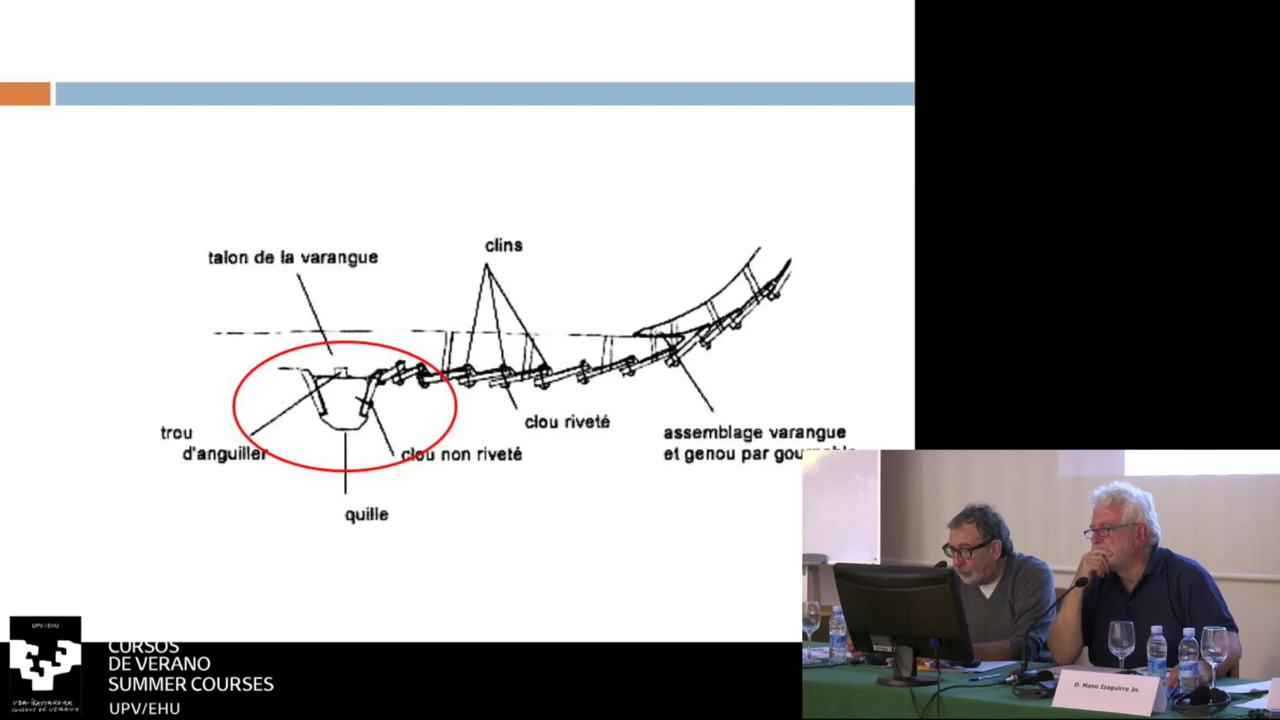 clins
talon de la varangue
trou
d'anguiller
clou riveté
clou non riveté
assemblage varangue
et genou par
quille
UPV/EHU
CURSOS
DE VERANO
SUMMER COURSES
UPV/EHU
D. Manu Izaguirre Jn.